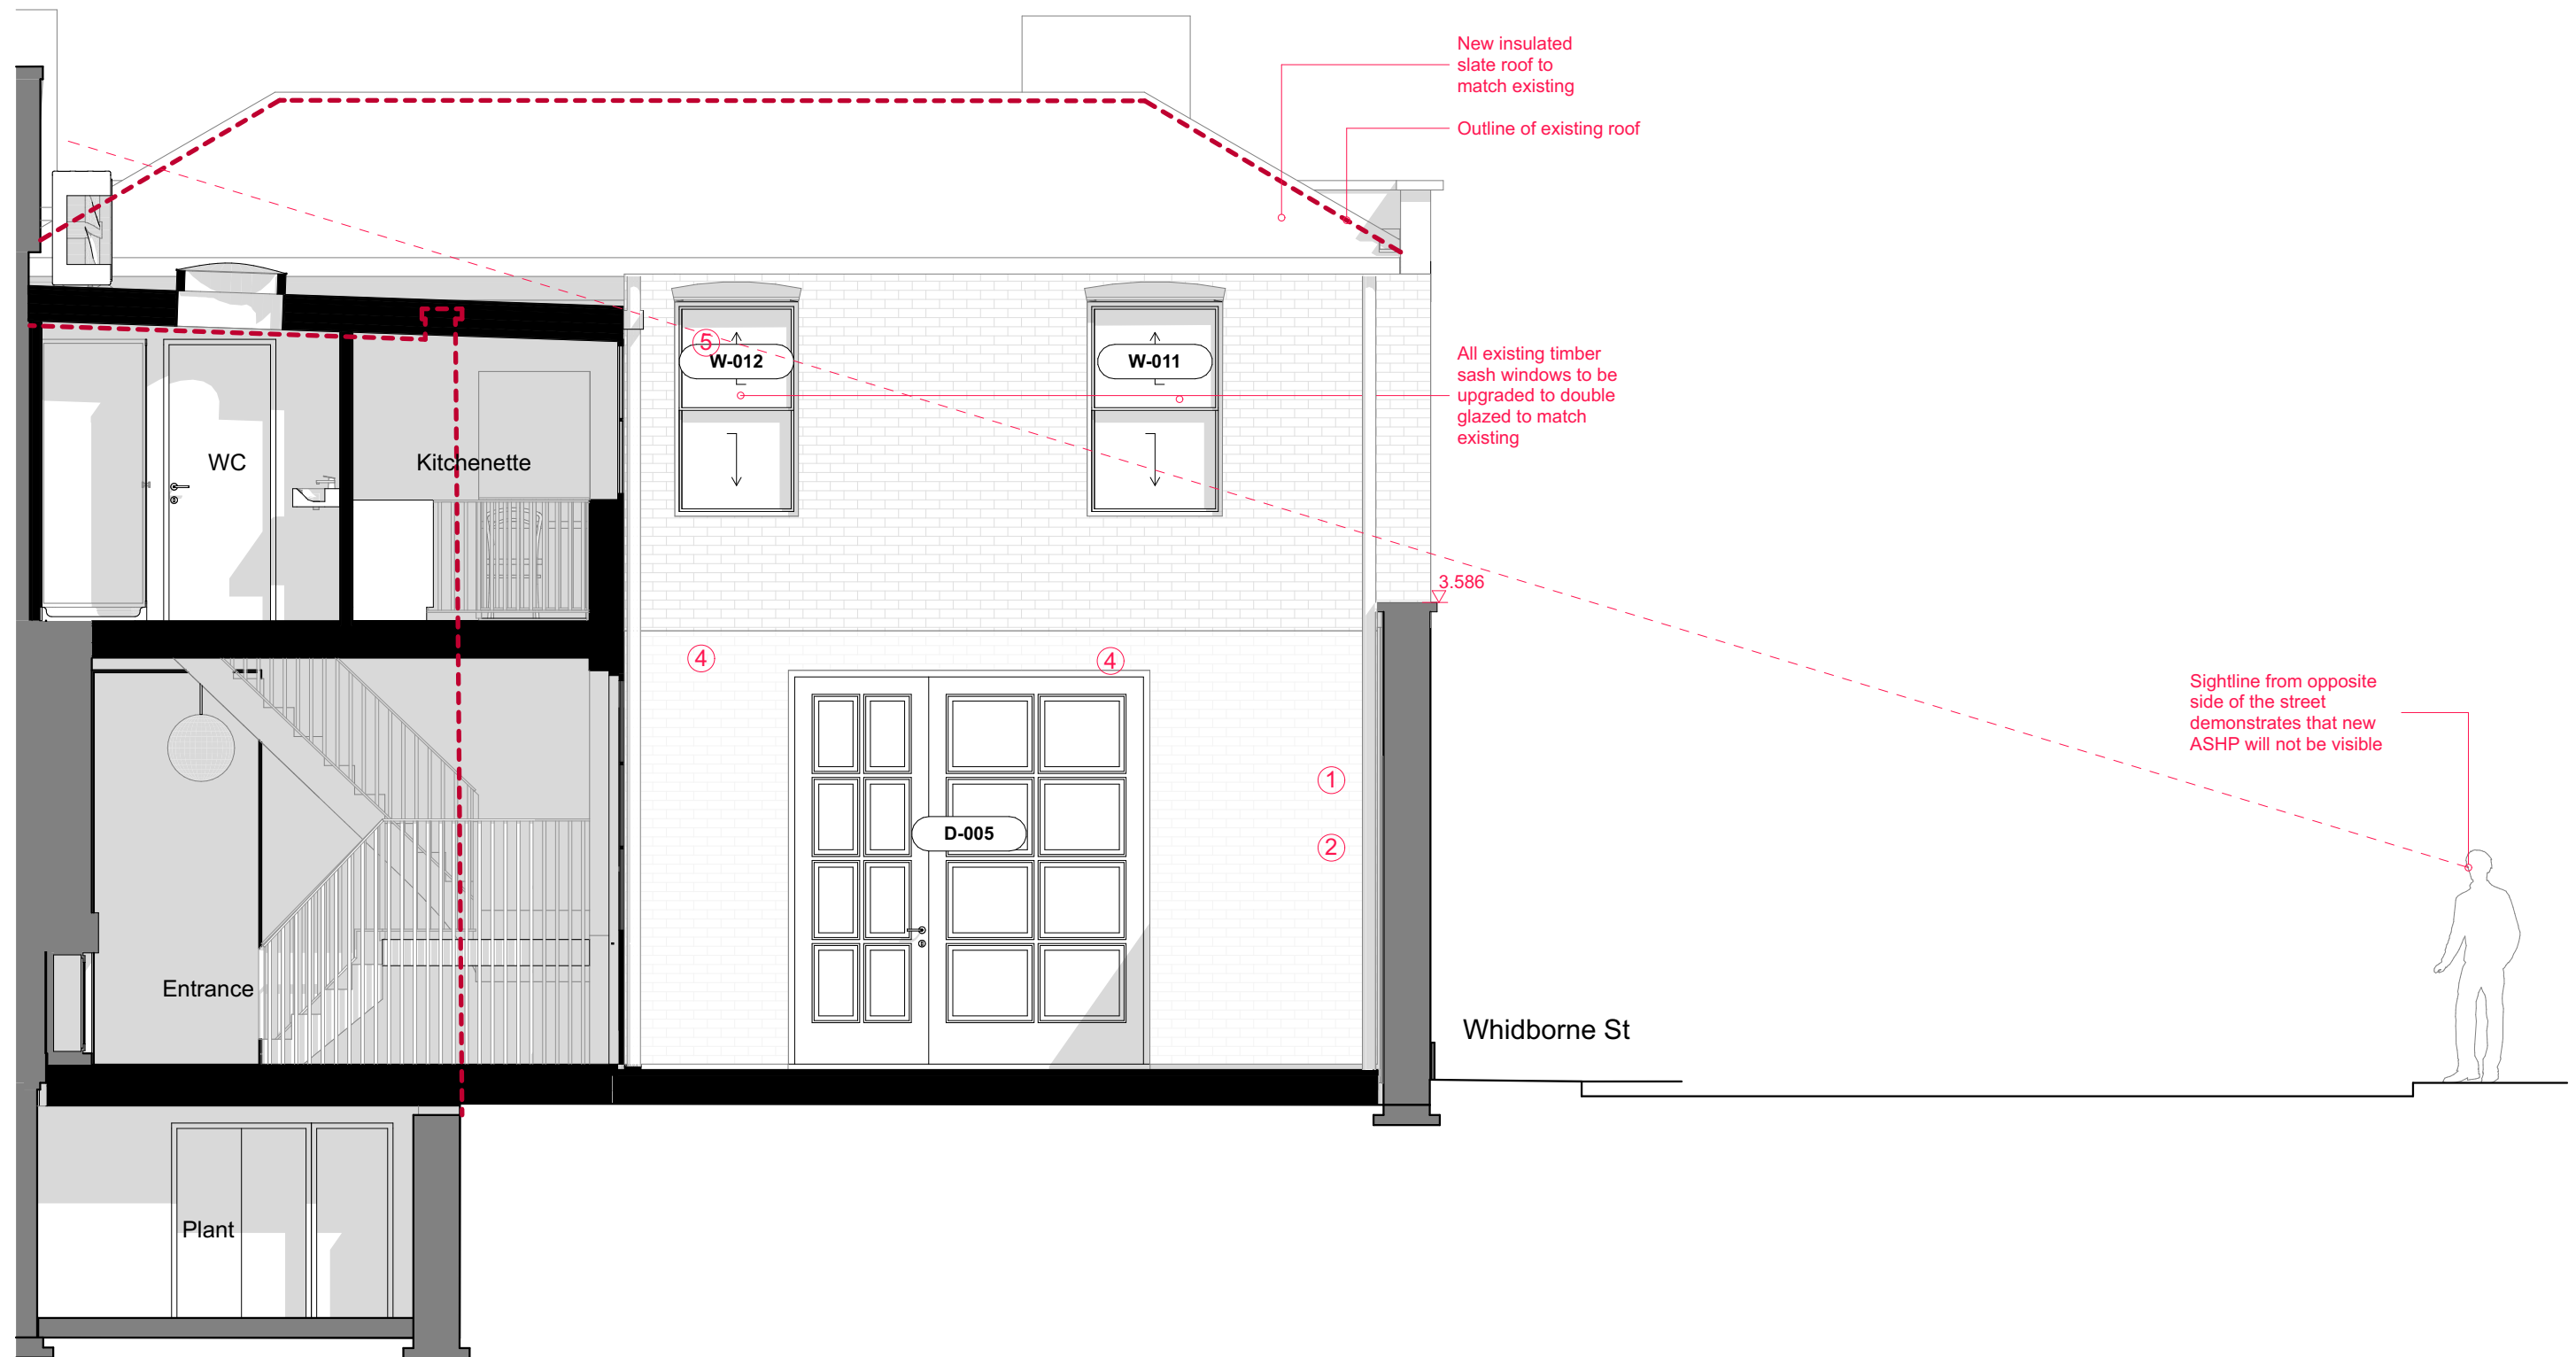 New insulated
slate roof to
match existing
Outline of existing roof
5
W-012
W-011
All existing timber
sash windows to be
upgraded to double
glazed to match
existing
WC
Kitchenette
3.586
4
4
Sightline from opposite
side of the street
demonstrates that new
ASHP will not be visible
1
D-005
2
Entrance
Whidborne St
Plant